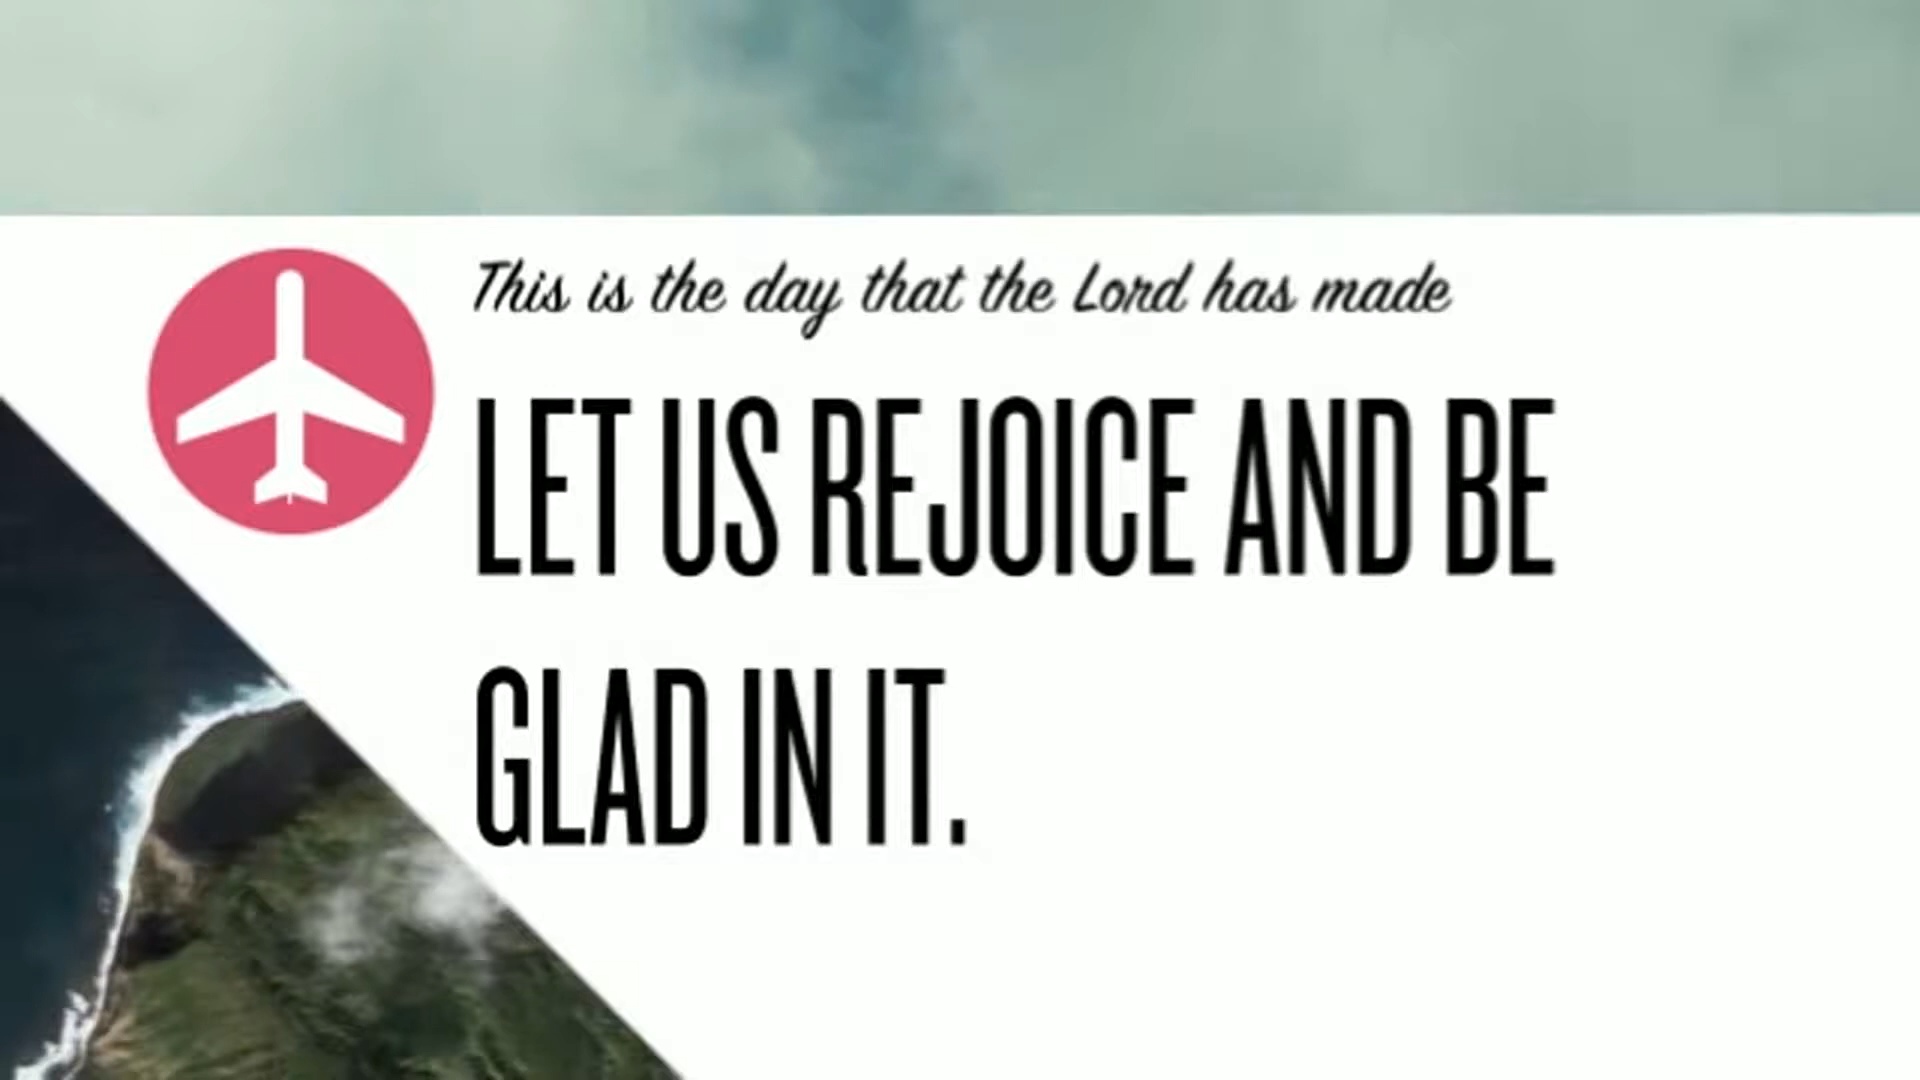 This is the day that the Lord has made
LET US REJOICE AND BE
GLAD IN IT.